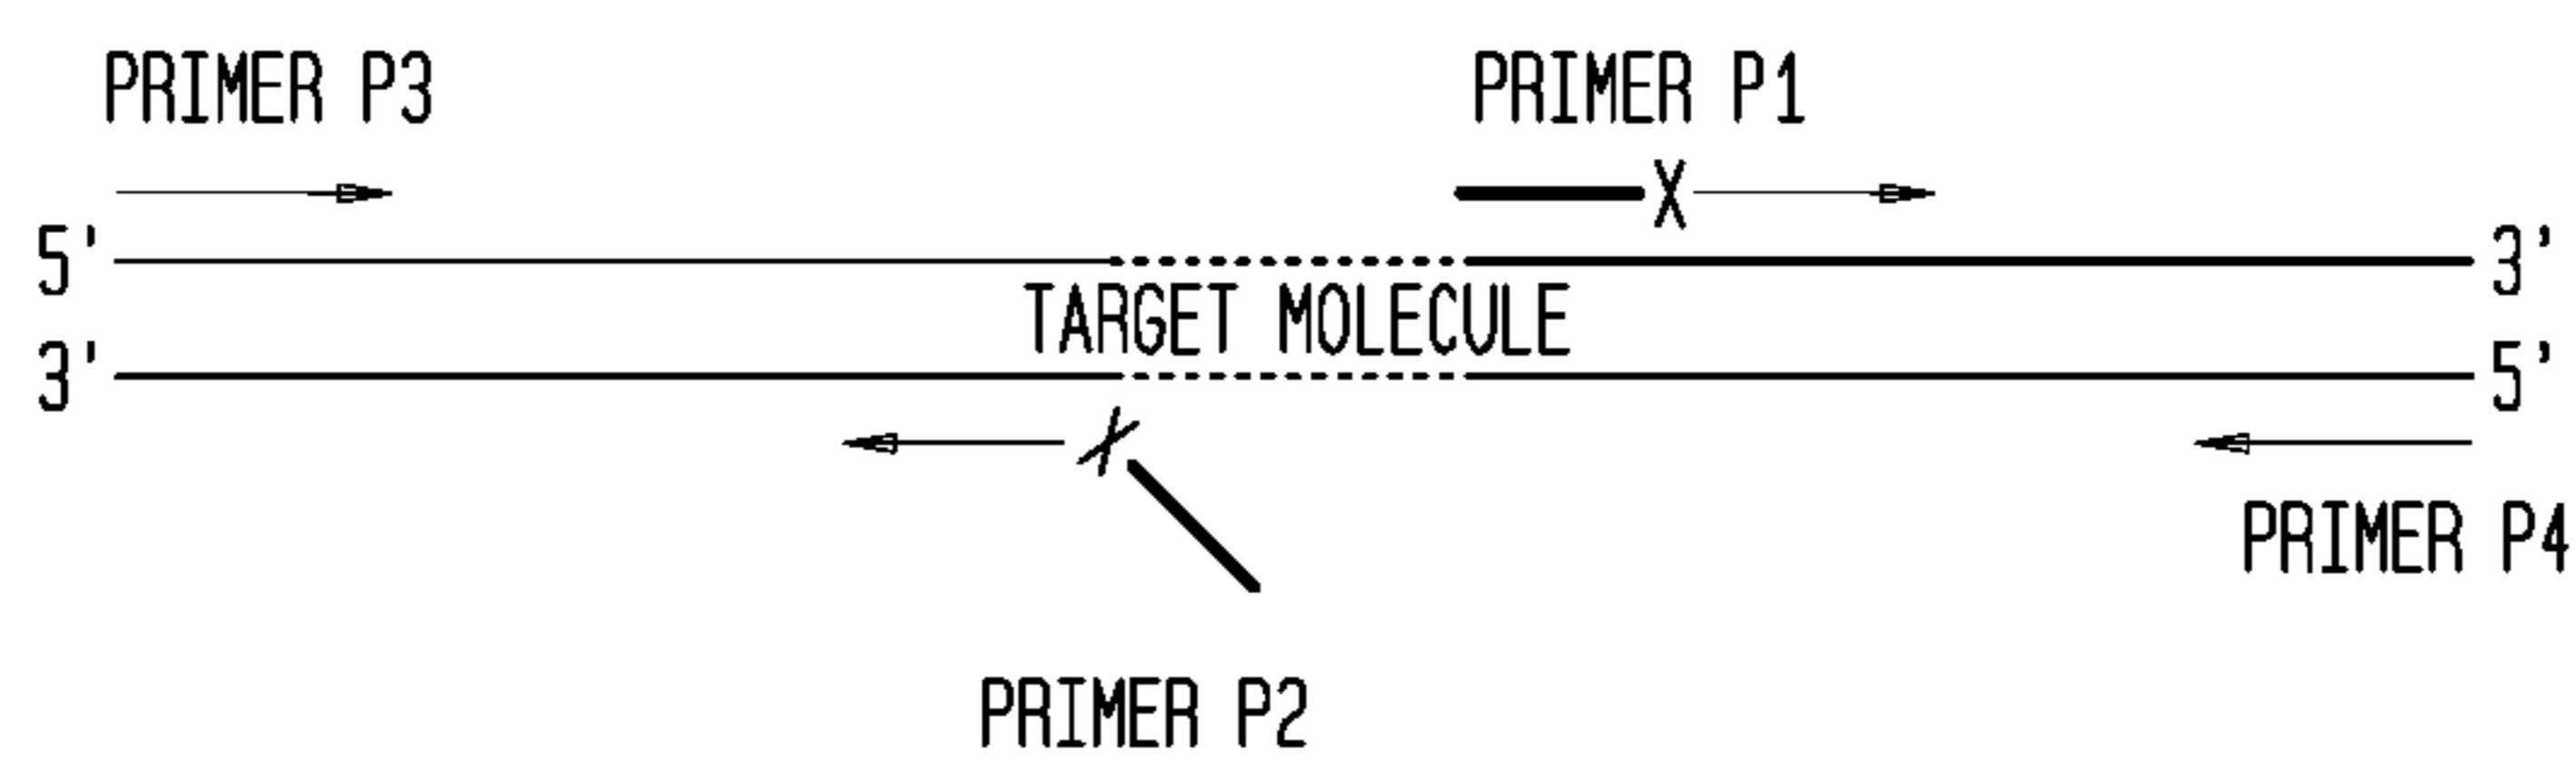 PRIMER P3
PRIMER P1
X
5' 3'
TARGET MOLECULE
3' 5'
X
PRIMER P4
PRIMER P2